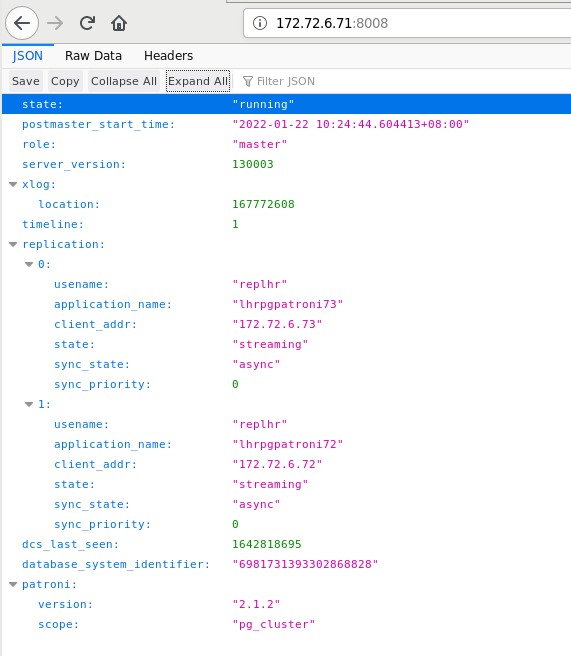 172.72.6.71:8008
JSON Raw Data Headers
Save Copy Collapse All Expand All Filter JSON
state: "running"
postmaster_start_time: "2022-01-22 10:24:44.604413+08:00"
role: "master"
server_version: 130003
xlog:
location: 167772608
timeline: 1
replication:
0:
usename: "replhr"
application_name: "lhrpgpatroni73"
client_addr: "172.72.6.73"
state: "streaming"
sync_state: "async"
sync_priority: 0
1:
usename: "replhr"
application_name: "lhrpgpatroni72"
client_addr: "172.72.6.72"
state: "streaming"
sync_state: "async"
sync_priority: 0
dcs_last_seen: 1642818695
database_system_identifier: "6981731393302868828"
patroni:
version: "2.1.2"
scope: "pg_cluster"